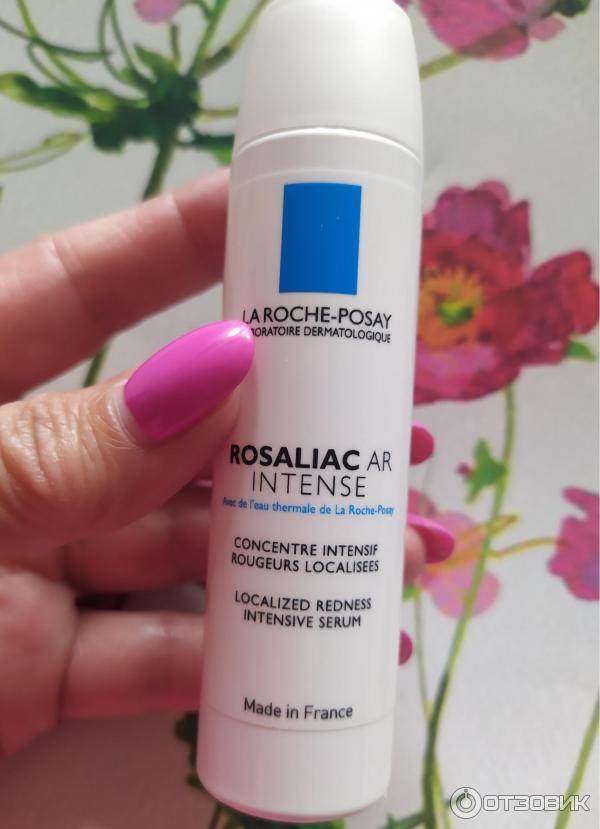 LA ROCHE-POSAY
LABORATOIRE DERMATOLOGIQUE
ROSALIAC AR
INTENSE
Avec de l'eau thermale de La Roche-Posay
CONCENTRE INTENSIF
ROUGEURS LOCALISEES
LOCALIZED REDNESS
INTENSIVE SERUM
Made in France
ОТЗОВИК